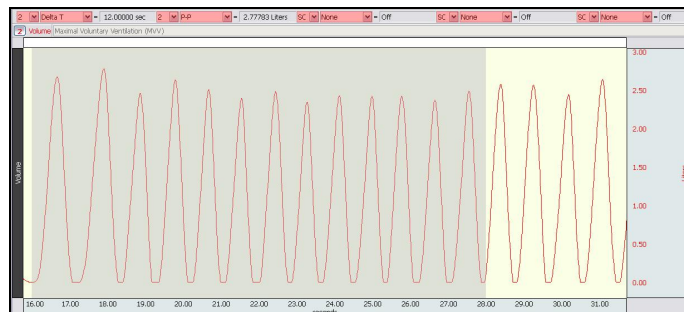 2 Delta T = 12.00000 sec 2 P-P = 2.77783 Liters SC None = Off SC None = Off SC None = Off
2 Volume Maximal Voluntary Ventilation (MVV)
Volume
3.00
2.50
2.00
1.50
1.00
0.50
0.00
16.00 17.00 18.00 19.00 20.00 21.00 22.00 23.00 24.00 25.00 26.00 27.00 28.00 29.00 30.00 31.00